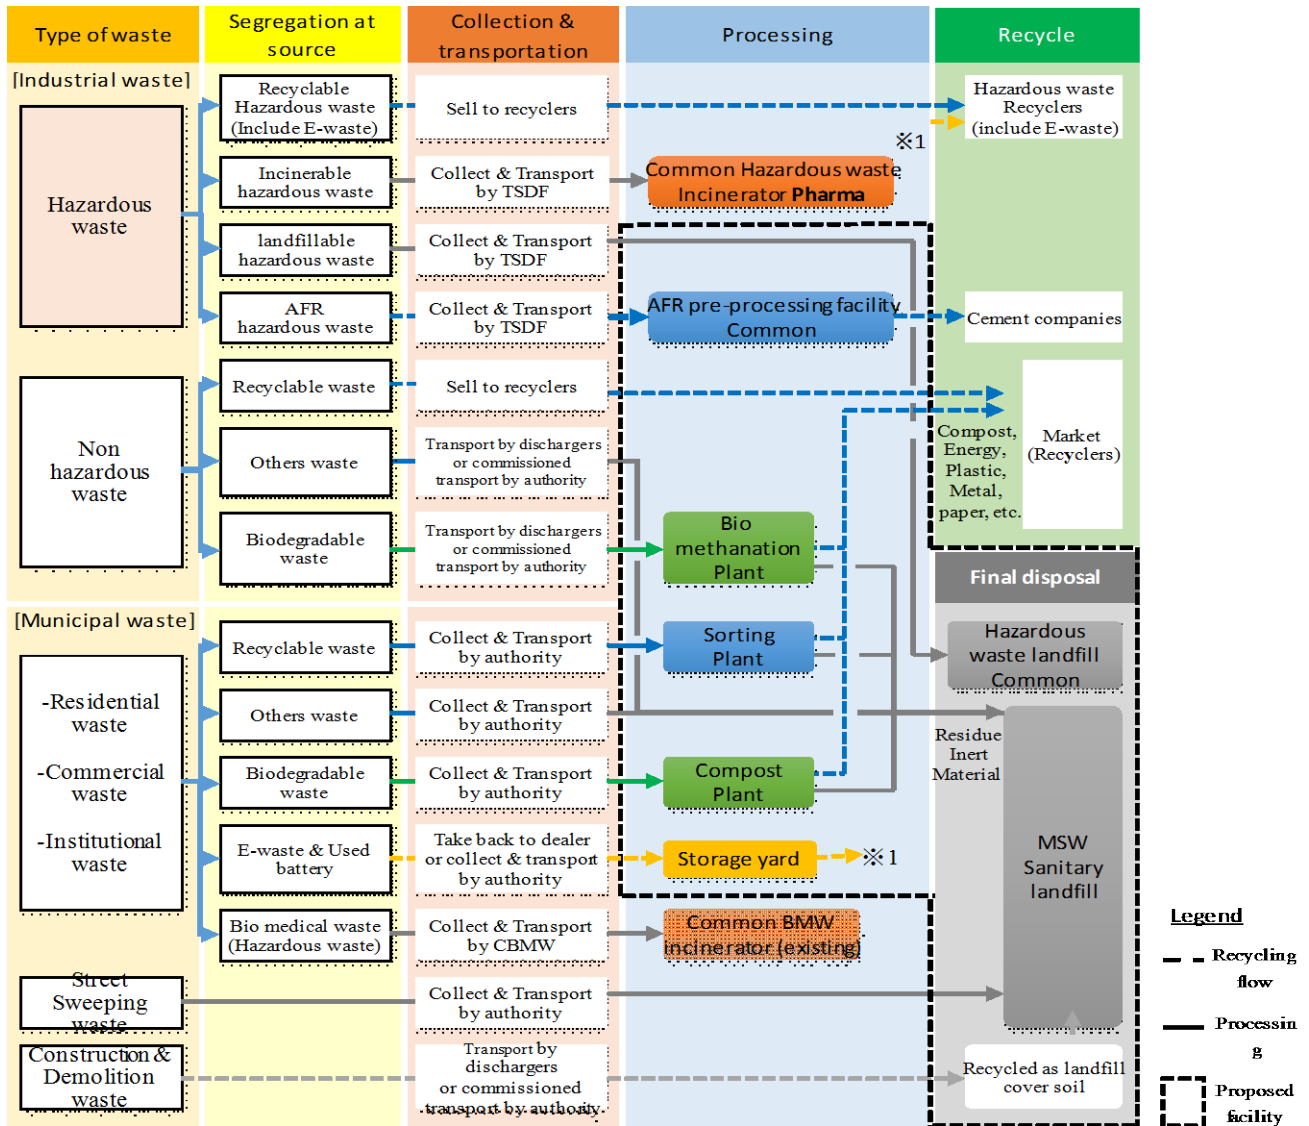 Type of waste
Segregation at
source
Collection &
transportation
Processing
Recycle
[Industrial waste]
Hazardous
waste
Recyclable
Hazardous waste
(Include E-waste)
Sell to recyclers
Hazardous waste
Recyclers
(include E-waste)
※1
Incinerable
hazardous waste
Collect & Transport
by TSDF
Common Hazardous waste
Incinerator Pharma
landfillable
hazardous waste
Collect & Transport
by TSDF
AFR
hazardous waste
Collect & Transport
by TSDF
AFR pre-processing facility
Common
Cement companies
Non
hazardous
waste
Recyclable waste
Sell to recyclers
Compost,
Energy,
Plastic,
Metal,
paper, etc.
Market
(Recyclers)
Others waste
Transport by dischargers
or commissioned
transport by authority
Biodegradable
waste
Transport by dischargers
or commissioned
transport by authority
Bio
methanation
Plant
Final disposal
[Municipal waste]
-Residential
waste
-Commercial
waste
-Institutional
waste
Recyclable waste
Collect & Transport
by authority
Sorting
Plant
Hazardous
waste landfill
Common
Others waste
Collect & Transport
by authority
Residue
Inert
Material
Biodegradable
waste
Collect & Transport
by authority
Compost
Plant
MSW
Sanitary
landfill
E-waste & Used
battery
Take back to dealer
or collect & transport
by authority
Storage yard
※1
Bio medical waste
(Hazardous waste)
Collect & Transport
by CBMW
Common BMW
incinerator (existing)
Street
Sweeping
waste
Collect & Transport
by authority
Construction &
Demolition
waste
Transport by
dischargers
or commissioned
transport by authority
Recycled as landfill
cover soil
Legend
Recycling
flow
Processin
g
Proposed
facility